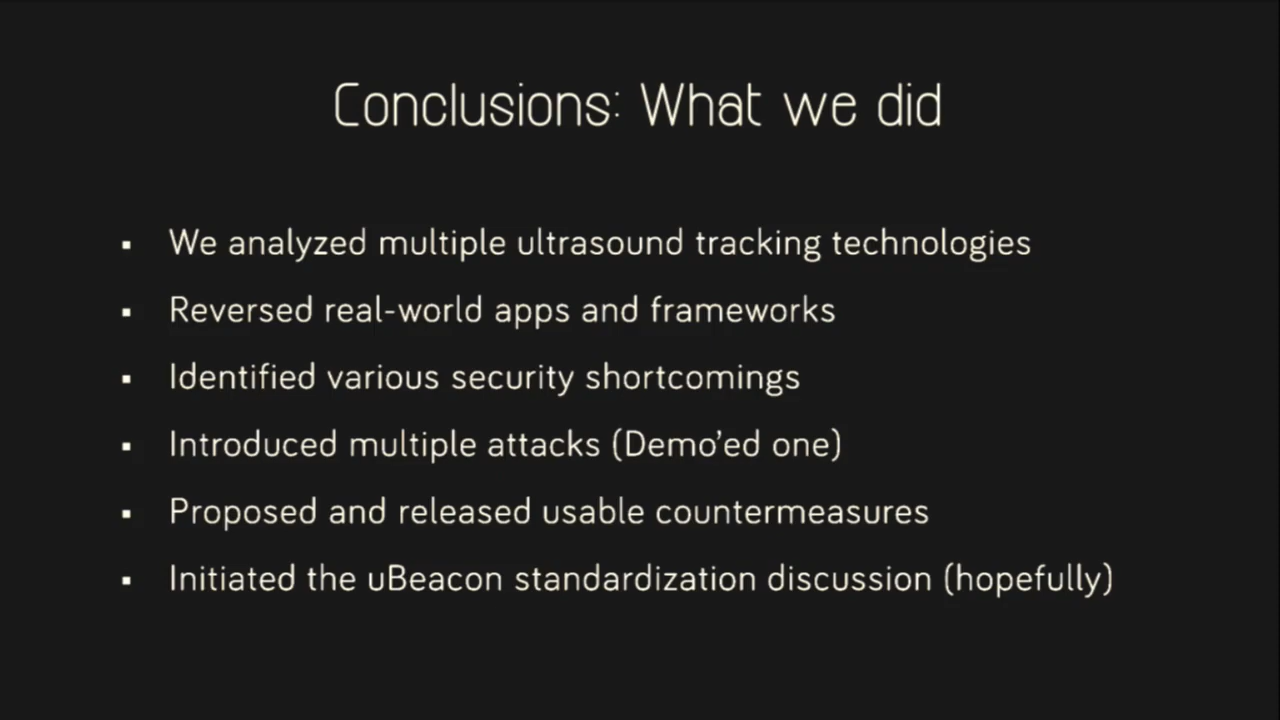 Conclusions: What we did
▪ We analyzed multiple ultrasound tracking technologies
▪ Reversed real-world apps and frameworks
▪ Identified various security shortcomings
▪ Introduced multiple attacks (Demo’ed one)
▪ Proposed and released usable countermeasures
▪ Initiated the uBeacon standardization discussion (hopefully)